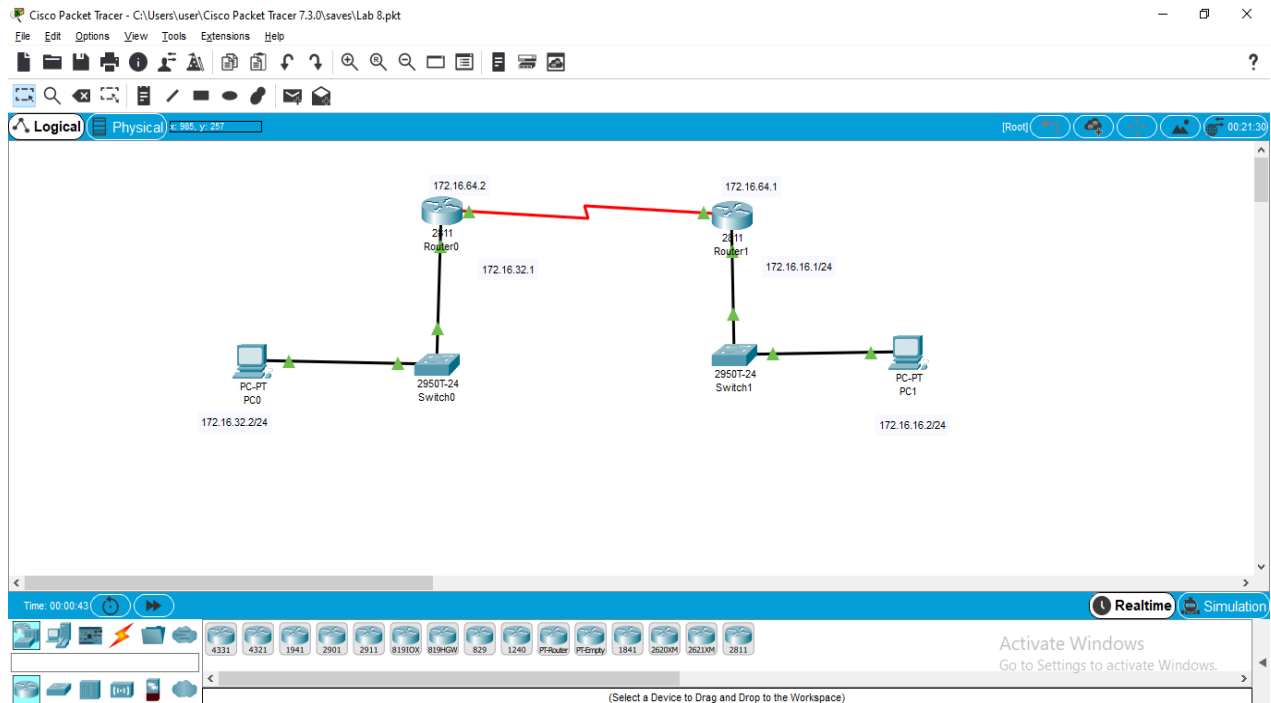 Cisco Packet Tracer - C:\Users\user\Cisco Packet Tracer 7.3.0\saves\Lab 8.pkt
File Edit Options View Tools Extensions Help
?
Logical Physical x: 985, y: 257 [Root] 00:21:30
172.16.64.2 172.16.64.1
2811
Router0
2811
Router1
172.16.32.1 172.16.16.1/24
PC-PT
PC0
2950T-24
Switch0
2950T-24
Switch1
PC-PT
PC1
172.16.32.2/24 172.16.16.2/24
Time: 00:00:43 Realtime Simulation
4331 4321 1941 2901 2911 819IOX 819HGW 829 1240 PT-Router PT-Empty 1841 2620XM 2621XM 2811
Activate Windows
Go to Settings to activate Windows.
(Select a Device to Drag and Drop to the Workspace)